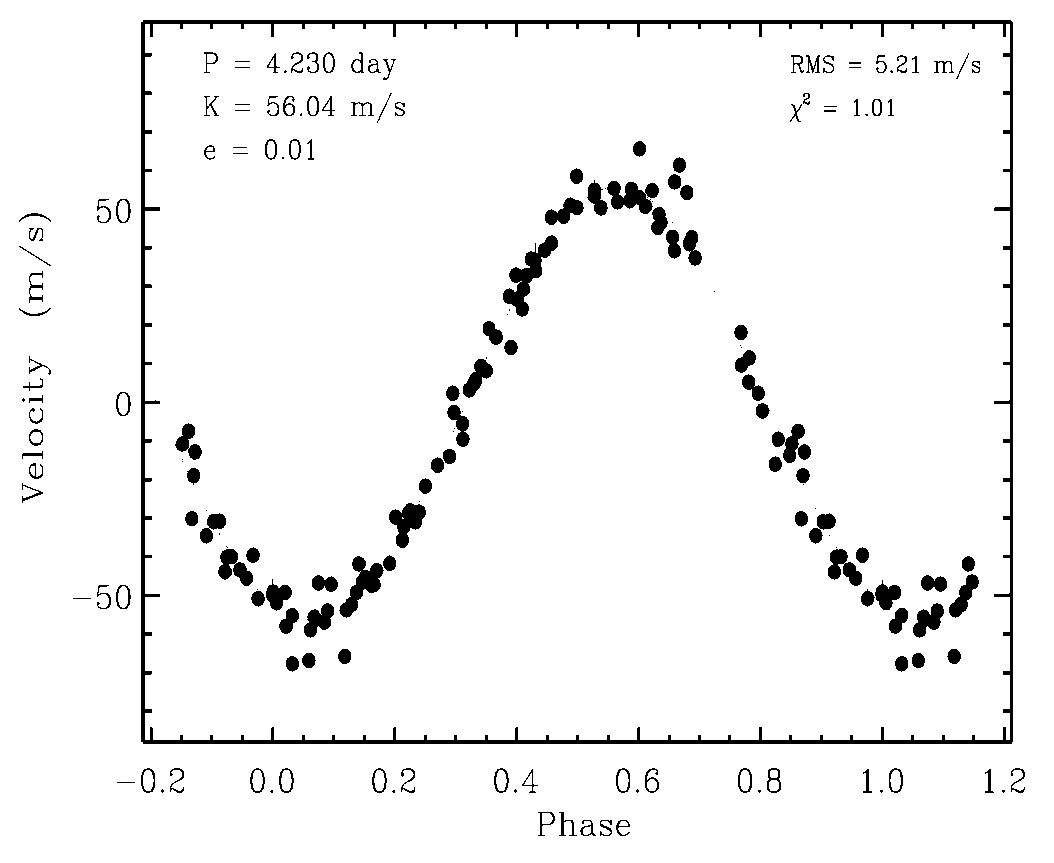 P = 4.230 day
K = 56.04 m/s
e = 0.01
RMS = 5.21 m/s
χ² = 1.01
Velocity (m/s)
50
0
−50
−0.2 0.0 0.2 0.4 0.6 0.8 1.0 1.2
Phase